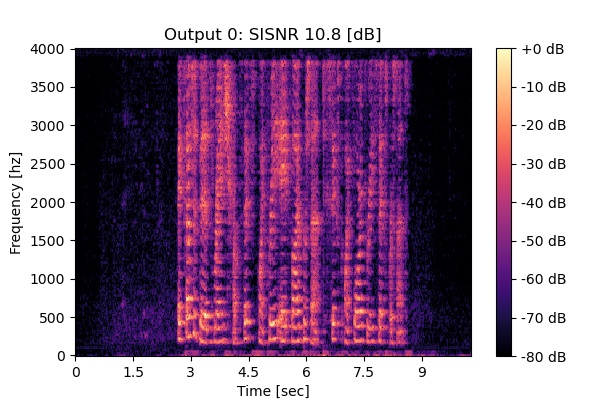 Output 0: SISNR 10.8 [dB]
4000
3500
3000
2500
2000
1500
1000
500
0
Frequency [hz]
0 1.5 3 4.5 6 7.5 9
Time [sec]
+0 dB
-10 dB
-20 dB
-30 dB
-40 dB
-50 dB
-60 dB
-70 dB
-80 dB